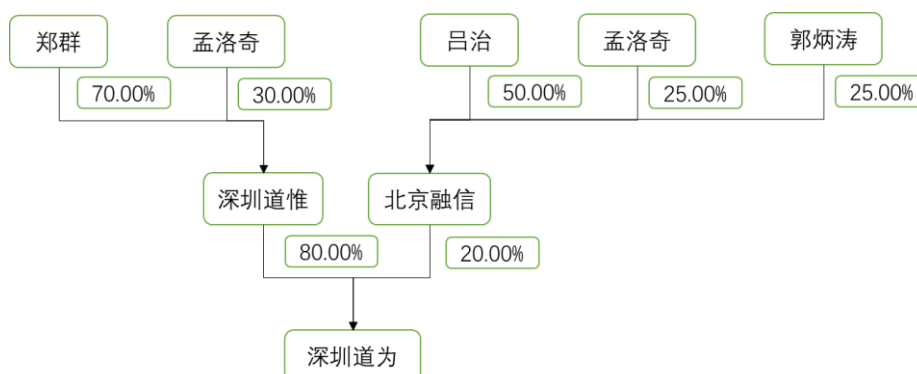 郑群
孟洛奇
吕治
孟洛奇
郭炳涛
70.00%
30.00%
50.00%
25.00%
25.00%
深圳道惟
北京融信
80.00%
20.00%
深圳道为